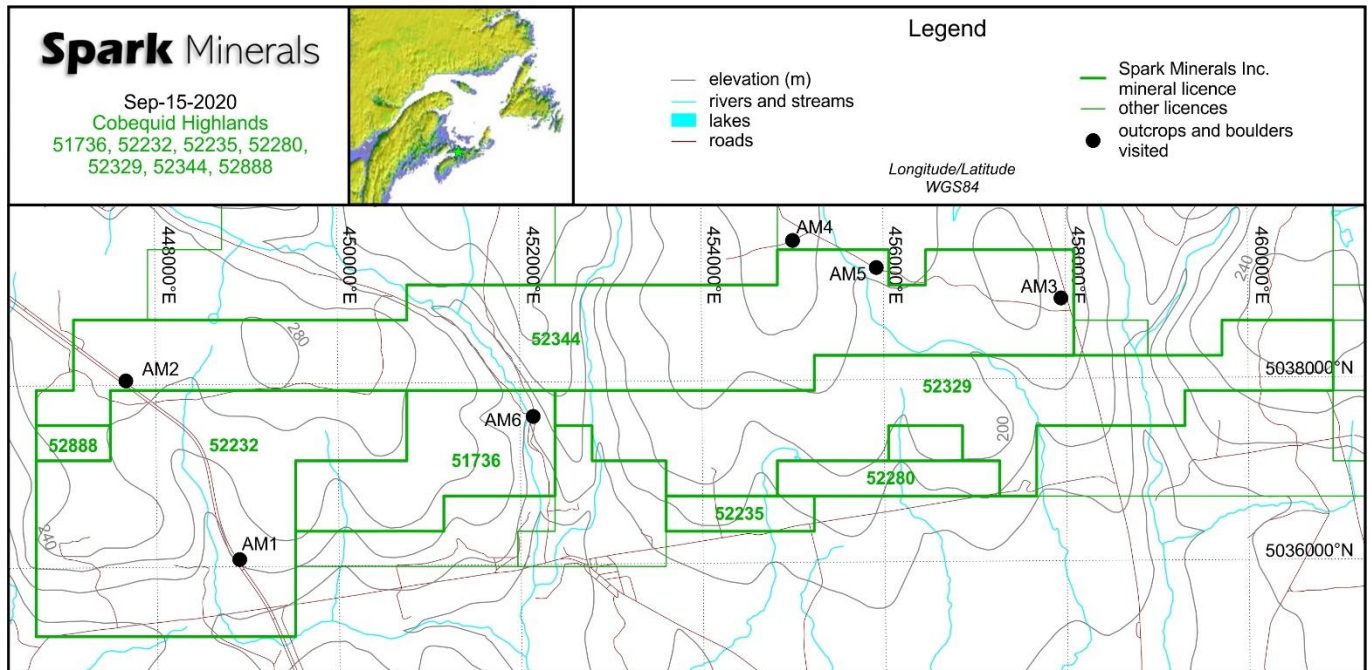 Spark Minerals
Sep-15-2020
Cobequid Highlands
51736, 52232, 52235, 52280,
52329, 52344, 52888
Legend
elevation (m)
rivers and streams
lakes
roads
Spark Minerals Inc.
mineral licence
other licences
outcrops and boulders
visited
Longitude/Latitude
WGS84
448000°E
450000°E
452000°E
454000°E
456000°E
458000°E
460000°E
AM4
AM5
AM3
240
280
52344
5038000°N
AM2
52329
AM6
200
52888
52232
51736
52280
52235
240
AM1
5036000°N